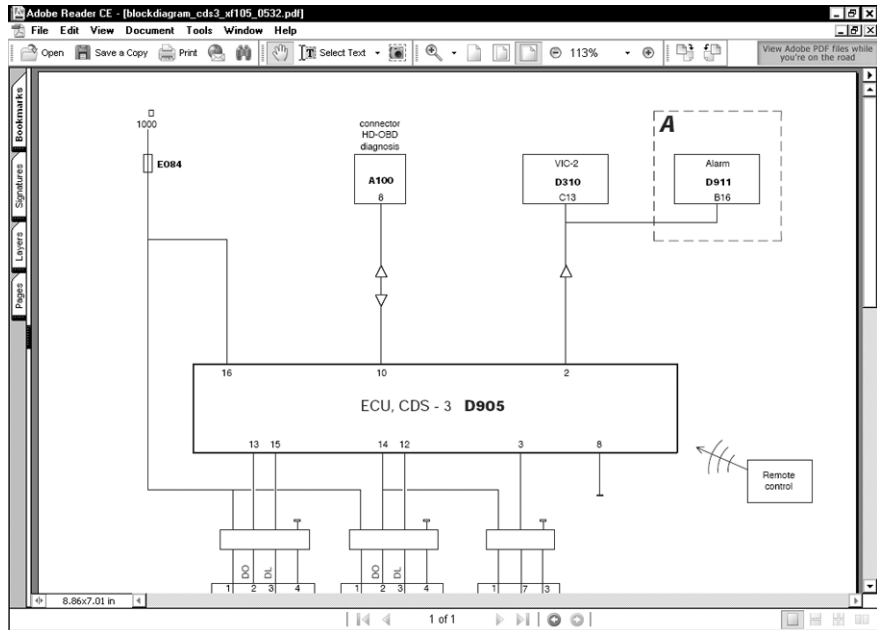 Adobe Reader CE - [blockdiagram_cds3_xf105_0532.pdf]
File Edit View Document Tools Window Help
Open Save a Copy Print Select Text 113% View Adobe PDF files while
you're on the road
Bookmarks
Signatures
Layers
Pages
1000
E084
connector
HD-OBD
diagnosis
A100
8
VIC-2
D310
C13
A
Alarm
D911
B16
16 10 2
ECU, CDS - 3 D905
13 15 14 12 3 8
Remote
control
DO DL DO DL
1 2 3 4 1 2 3 4 1 7 3
8.86x7.01 in
1 of 1